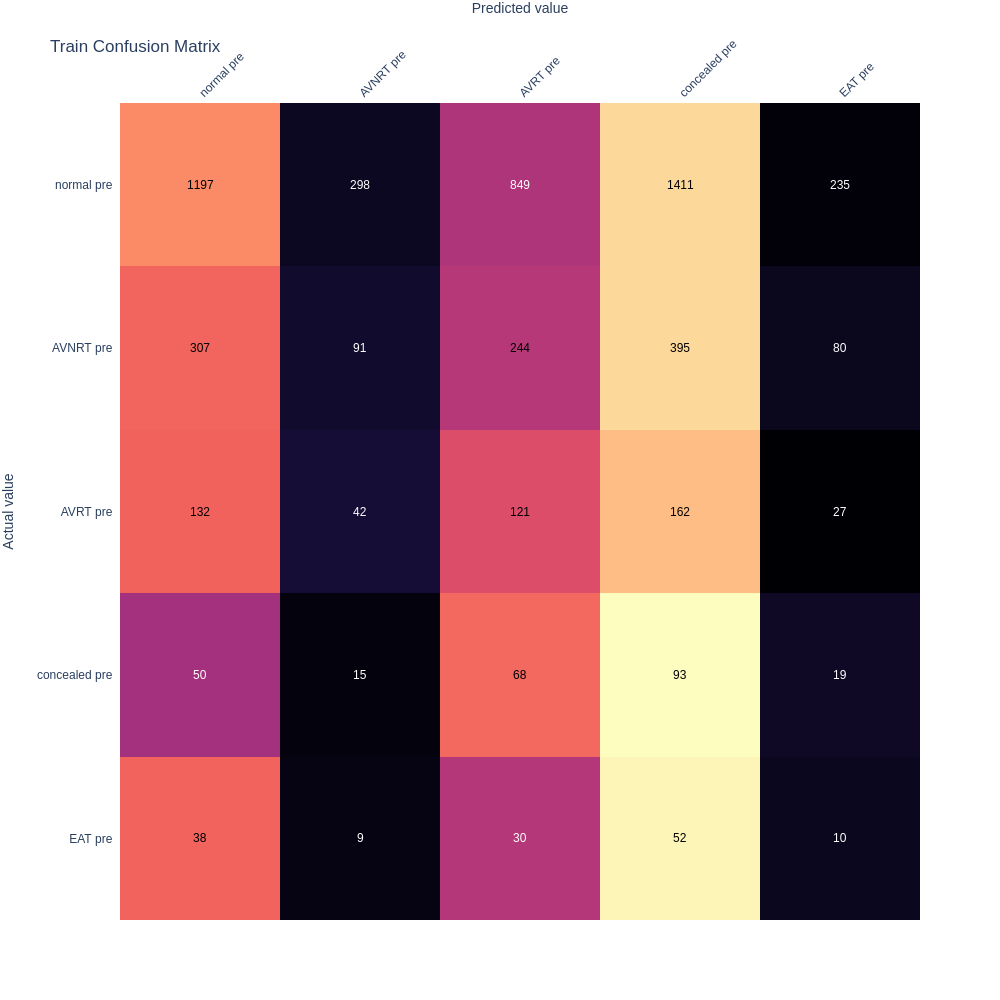 Predicted value
Train Confusion Matrix
normal pre AVNRT pre AVRT pre concealed pre EAT pre
normal pre 1197 298 849 1411 235
AVNRT pre 307 91 244 395 80
AVRT pre 132 42 121 162 27
concealed pre 50 15 68 93 19
EAT pre 38 9 30 52 10
Actual value